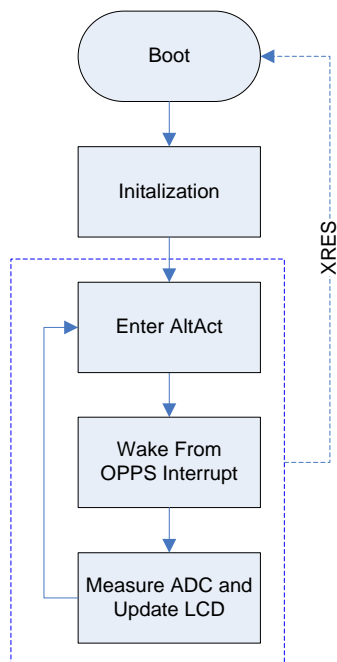 Boot
Initalization
XRES
Enter AltAct
Wake From
OPPS Interrupt
Measure ADC and
Update LCD